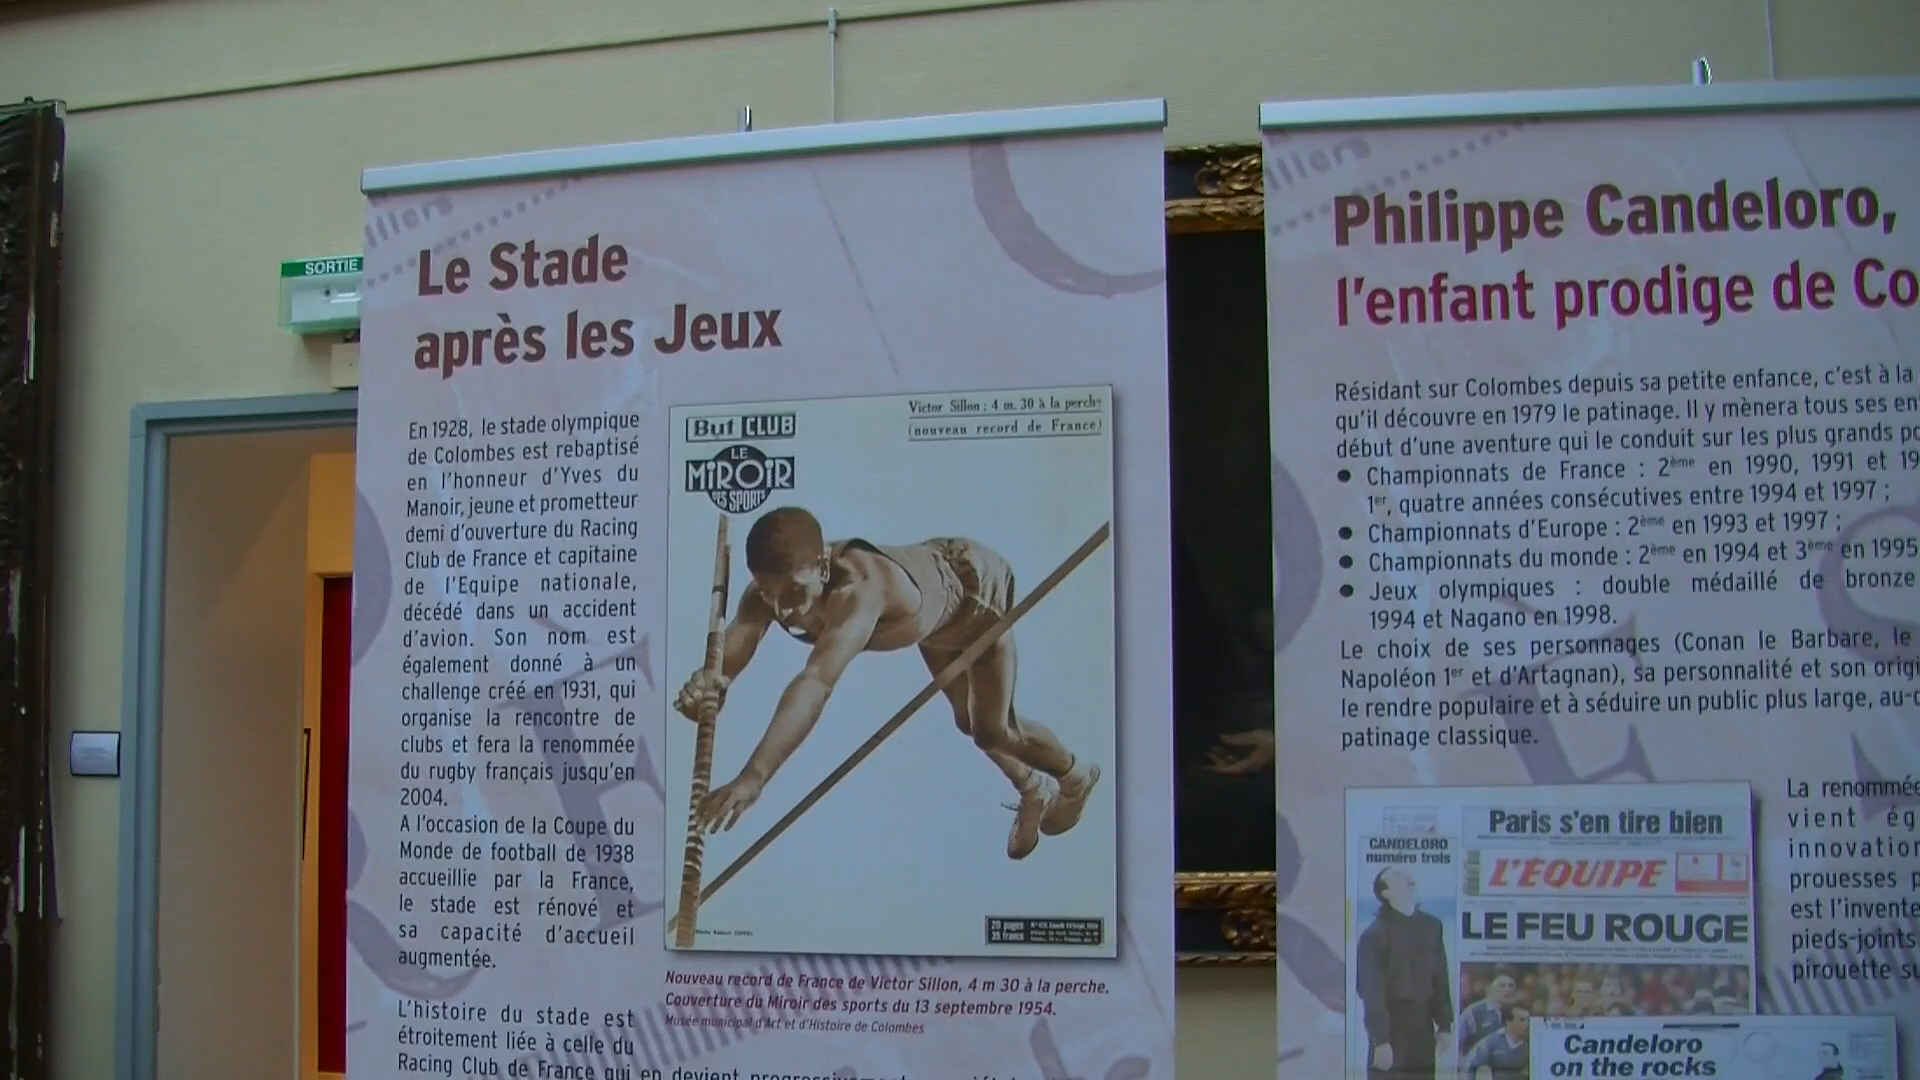 SORTIE
Le Stade
après les Jeux
En 1928, le stade olympique
de Colombes est rebaptisé
en l'honneur d'Yves du
Manoir, jeune et prometteur
demi d'ouverture du Racing
Club de France et capitaine
de l'Equipe nationale,
décédé dans un accident
d'avion. Son nom est
également donné à un
challenge créé en 1931, qui
organise la rencontre de
clubs et fera la renommée
du rugby français jusqu'en
2004.
A l'occasion de la Coupe du
Monde de football de 1938
accueillie par la France,
le stade est rénové et
sa capacité d'accueil
augmentée.
L'histoire du stade est
étroitement liée à celle du
Racing Club de France qui en devient
But CLUB
LE
MIROIR
DES SPORTS
Victor Sillon : 4 m. 30 à la perche
(nouveau record de France)
20 pages
35 francs
Nouveau record de France de Victor Sillon, 4 m 30 à la perche.
Couverture du Miroir des sports du 13 septembre 1954.
Musée municipal d'Art et d'Histoire de Colombes
illers
Philippe Candeloro,
l'enfant prodige de Co
Résidant sur Colombes depuis sa petite enfance, c'est à la
qu'il découvre en 1979 le patinage. Il y mènera tous ses en
début d'une aventure qui le conduit sur les plus grands po
● Championnats de France : 2ème en 1990, 1991 et 19
1er, quatre années consécutives entre 1994 et 1997 ;
● Championnats d'Europe : 2ème en 1993 et 1997 ;
● Championnats du monde : 2ème en 1994 et 3ème en 1995
● Jeux olympiques : double médaillé de bronze
1994 et Nagano en 1998.
Le choix de ses personnages (Conan le Barbare, le
Napoléon 1er et d'Artagnan), sa personnalité et son origi
le rendre populaire et à séduire un public plus large, au-d
patinage classique.
La renommée
vient ég
innovation
prouesses p
est l'invente
pieds-joints
pirouette su
CANDELORO
numéro trois
Paris s'en tire bien
L'ÉQUIPE
LE FEU ROUGE
Candeloro
on the rocks